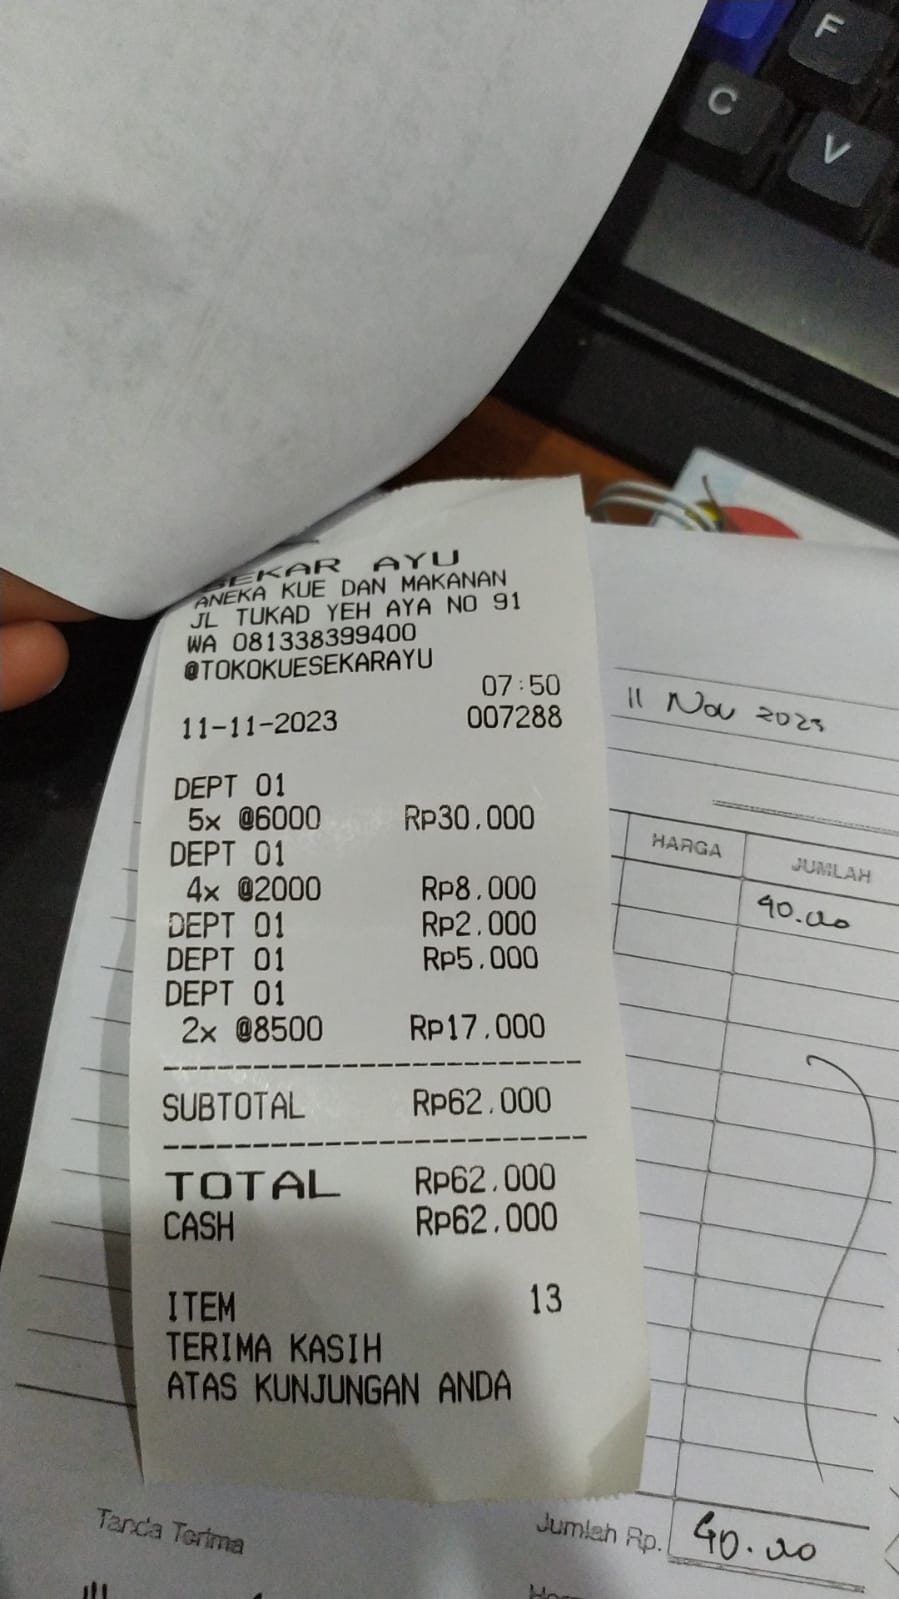 F
C
V
SEKAR AYU
ANEKA KUE DAN MAKANAN
JL TUKAD YEH AYA NO 91
WA 081338399400
@TOKOKUESEKARAYU
07:50
11-11-2023 007288
DEPT 01
5x @6000 Rp30.000
DEPT 01
4x @2000 Rp8.000
DEPT 01 Rp2.000
DEPT 01 Rp5.000
DEPT 01
2x @8500 Rp17.000
SUBTOTAL Rp62.000
TOTAL Rp62.000
CASH Rp62.000
ITEM 13
TERIMA KASIH
ATAS KUNJUNGAN ANDA
11 Nov 2023
HARGA JUMLAH
40.000
Tanda Terima
Jumlah Rp. 40.000